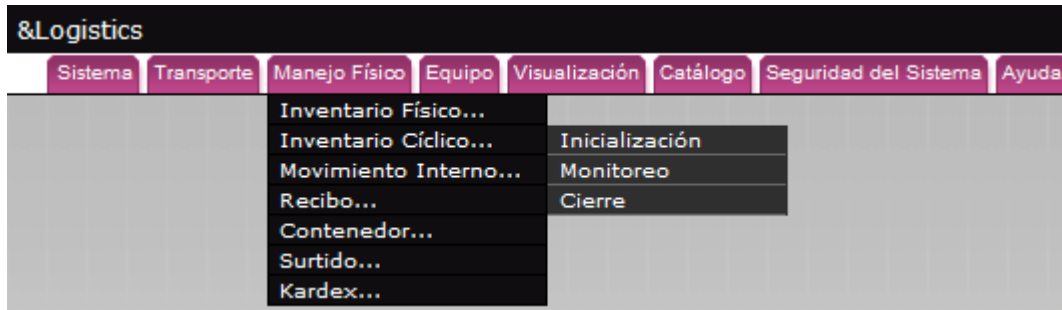 &Logistics
Sistema Transporte Manejo Físico Equipo Visualización Catálogo Seguridad del Sistema Ayuda
Inventario Físico...
Inventario Cíclico... Inicialización
Movimiento Interno... Monitoreo
Recibo... Cierre
Contenedor...
Surtido...
Kardex...